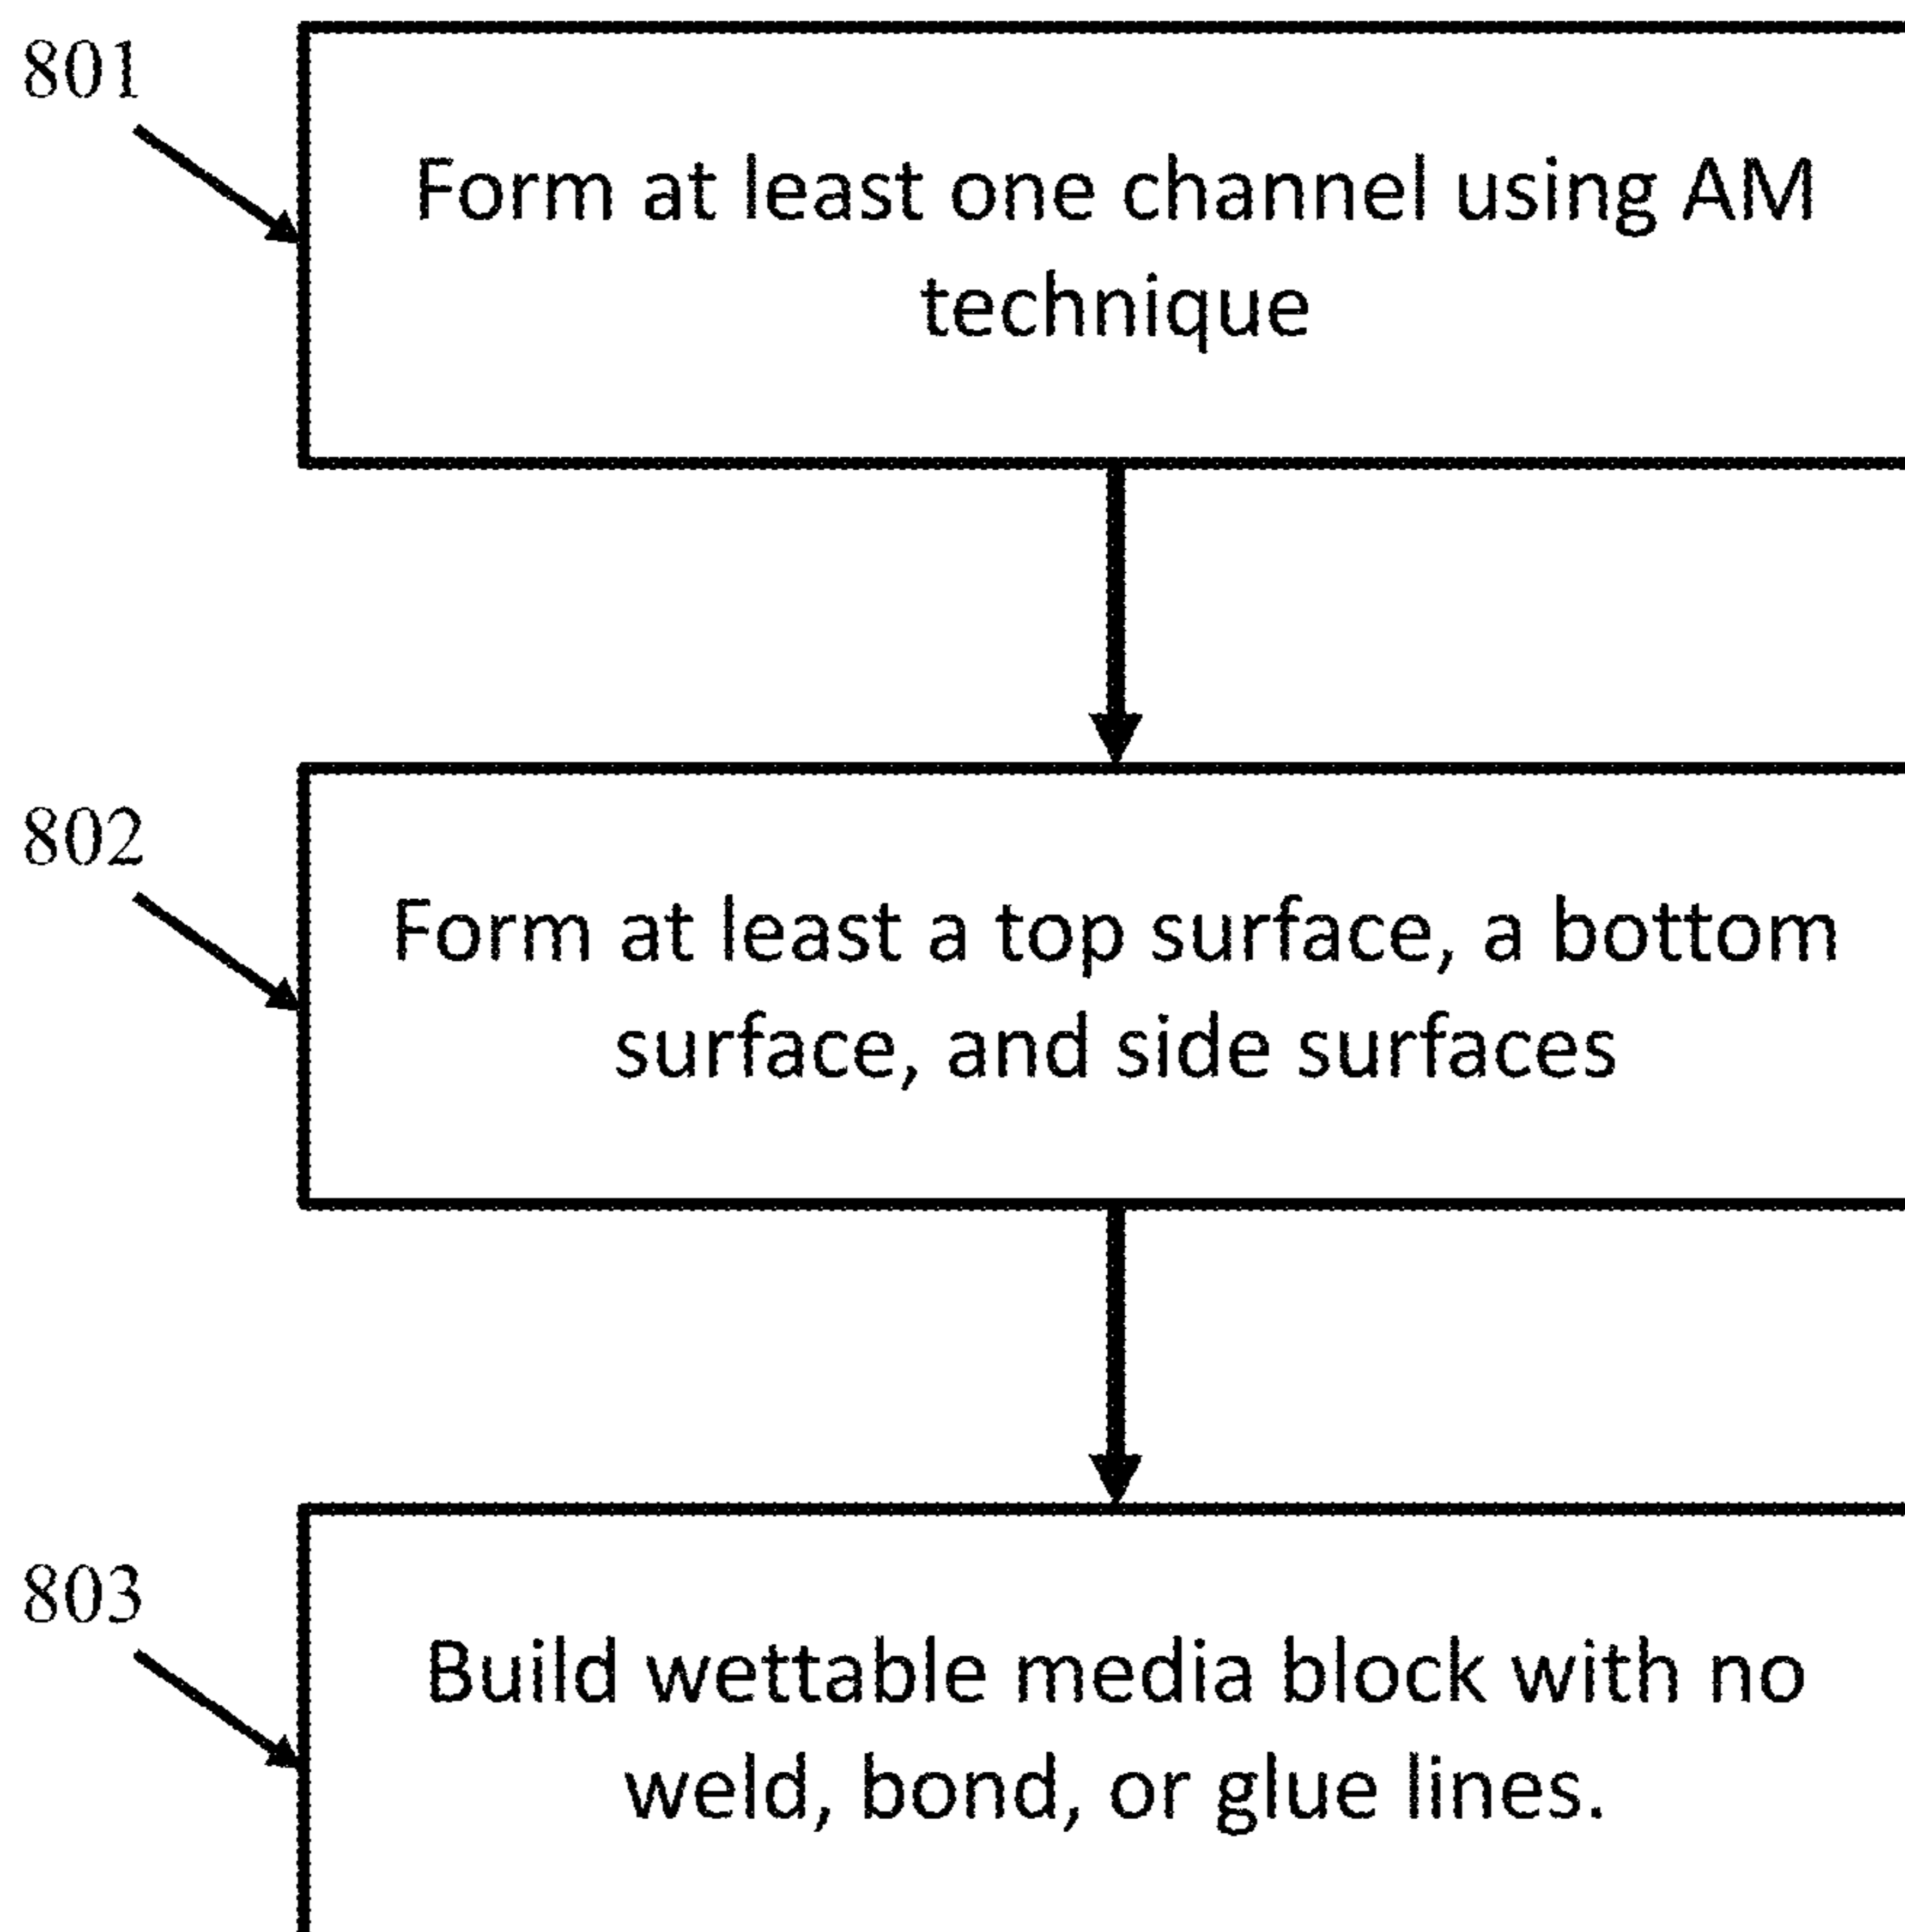 801
Form at least one channel using AM
technique
802
Form at least a top surface, a bottom
surface, and side surfaces
803
Build wettable media block with no
weld, bond, or glue lines.